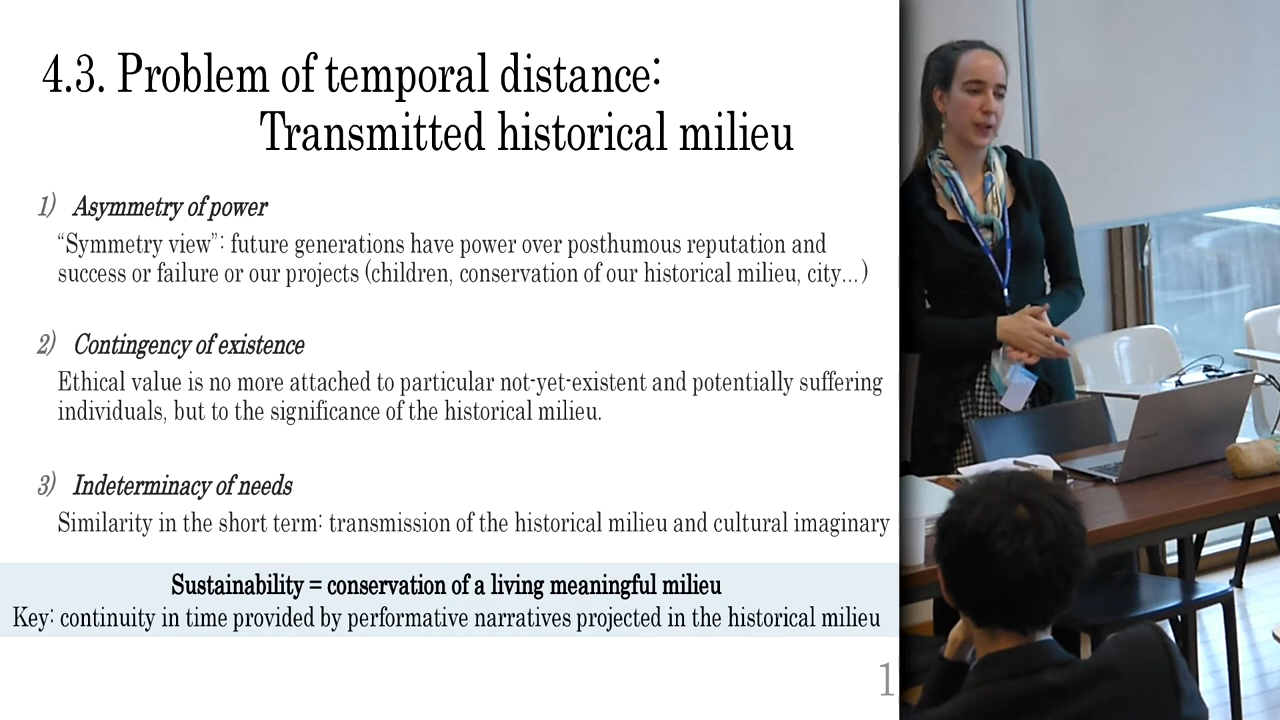 4.3. Problem of temporal distance:
Transmitted historical milieu
1) Asymmetry of power
“Symmetry view”: future generations have power over posthumous reputation and
success or failure or our projects (children, conservation of our historical milieu, city…)
2) Contingency of existence
Ethical value is no more attached to particular not-yet-existent and potentially suffering
individuals, but to the significance of the historical milieu.
3) Indeterminacy of needs
Similarity in the short term: transmission of the historical milieu and cultural imaginary
Sustainability = conservation of a living meaningful milieu
Key: continuity in time provided by performative narratives projected in the historical milieu
1